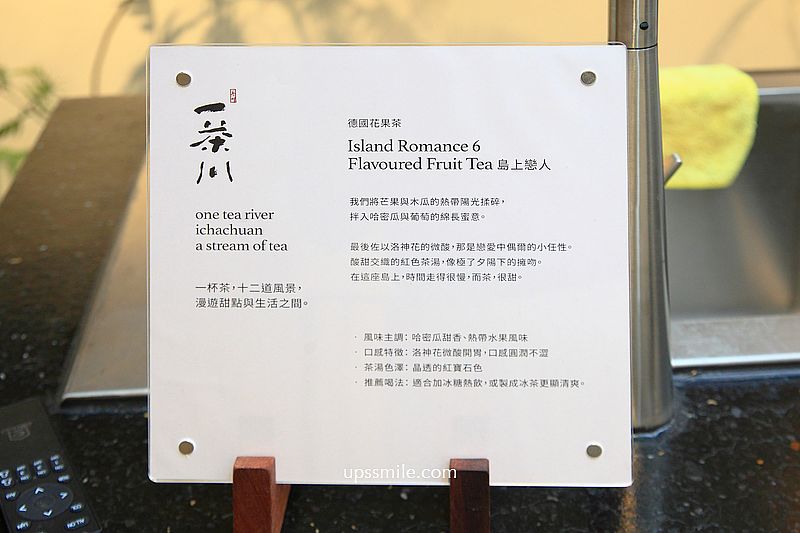 一茶川
one tea river
ichachuan
a stream of tea
一杯茶，十二道風景，
漫遊甜點與生活之間。
德國花果茶
Island Romance 6
Flavoured Fruit Tea 島上戀人
我們將芒果與木瓜的熱帶陽光揉碎，
拌入哈密瓜與葡萄的綿長蜜意。
最後佐以洛神花的微酸，那是戀愛中偶爾的小任性。
酸甜交織的紅色茶湯，像極了夕陽下的擁吻。
在這座島上，時間走得很慢，而茶，很甜。
· 風味主調：哈密瓜甜香、熱帶水果風味
· 口感特徵：洛神花微酸開胃，口感圓潤不澀
· 茶湯色澤：晶透的紅寶石色
· 推薦喝法：適合加冰糖熱飲，或製成冰茶更顯清爽。
upssmile.com